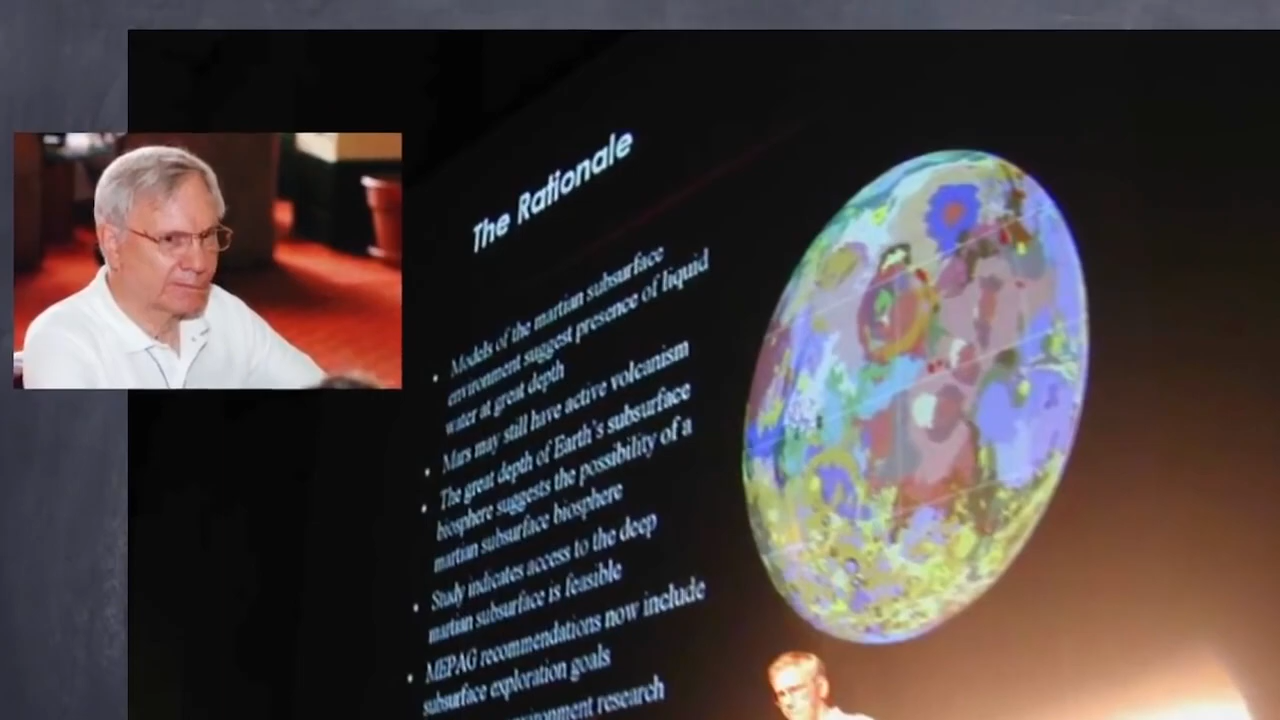 The Rationale
Models of the martian subsurface
environment suggest presence of liquid
water at great depth
Mars may still have active volcanism
The great depth of Earth's subsurface
biosphere suggests the possibility of a
martian subsurface biosphere
Study indicates access to the deep
martian subsurface is feasible
MEPAG recommendations now include
subsurface exploration goals
research